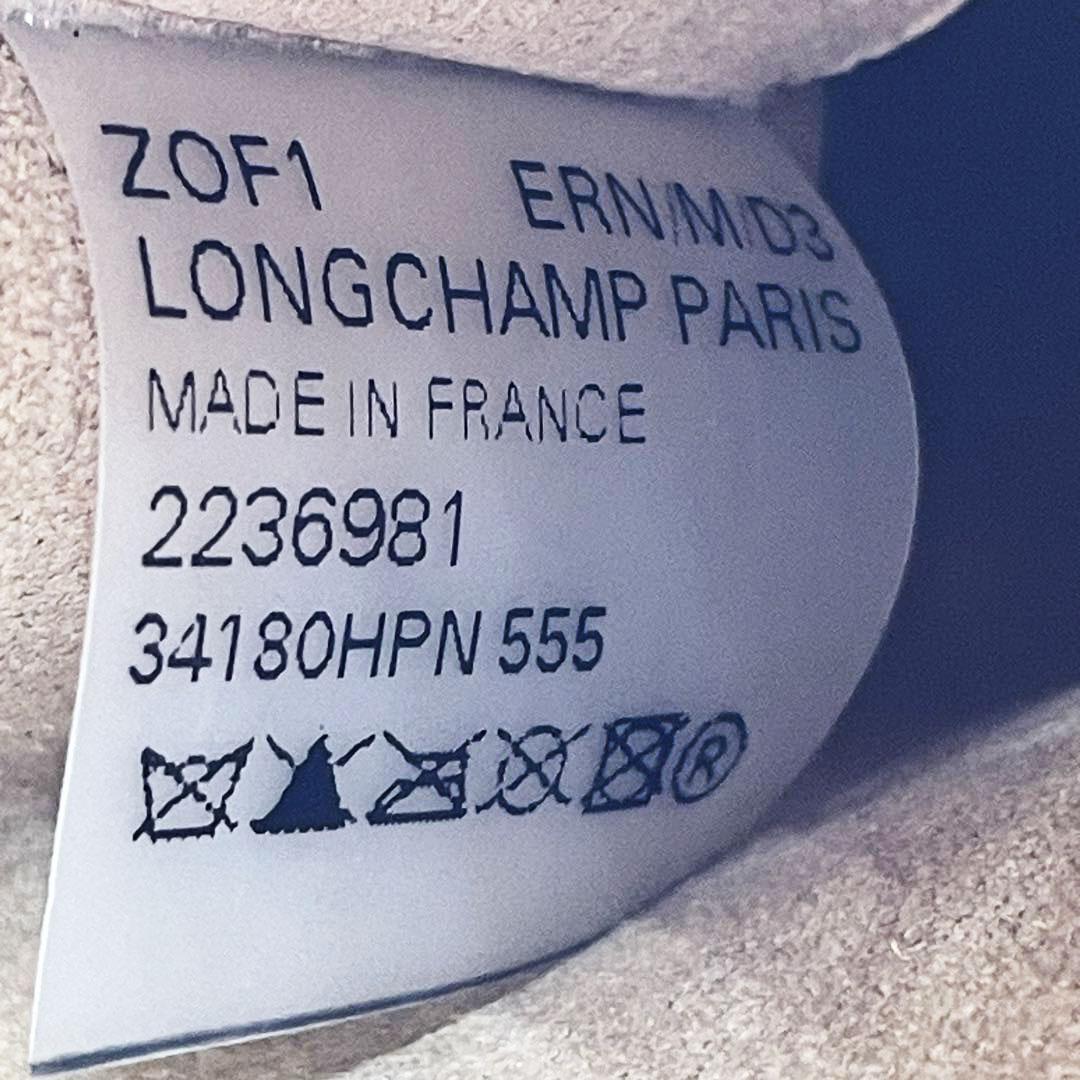 ZOF1 ERN/M/D3
LONGCHAMP PARIS
MADE IN FRANCE
2236981
34180HPN 555
®